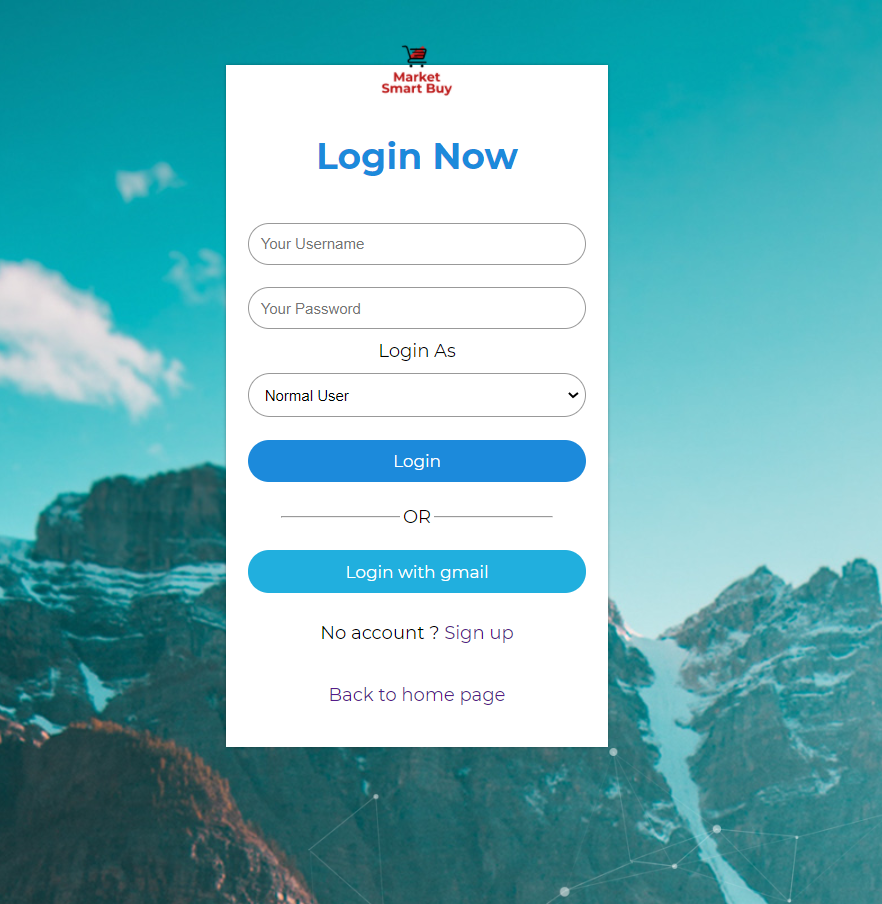 Market
Smart Buy
Login Now
Your Username
Your Password
Login As
Normal User
Login
OR
Login with gmail
No account ? Sign up
Back to home page